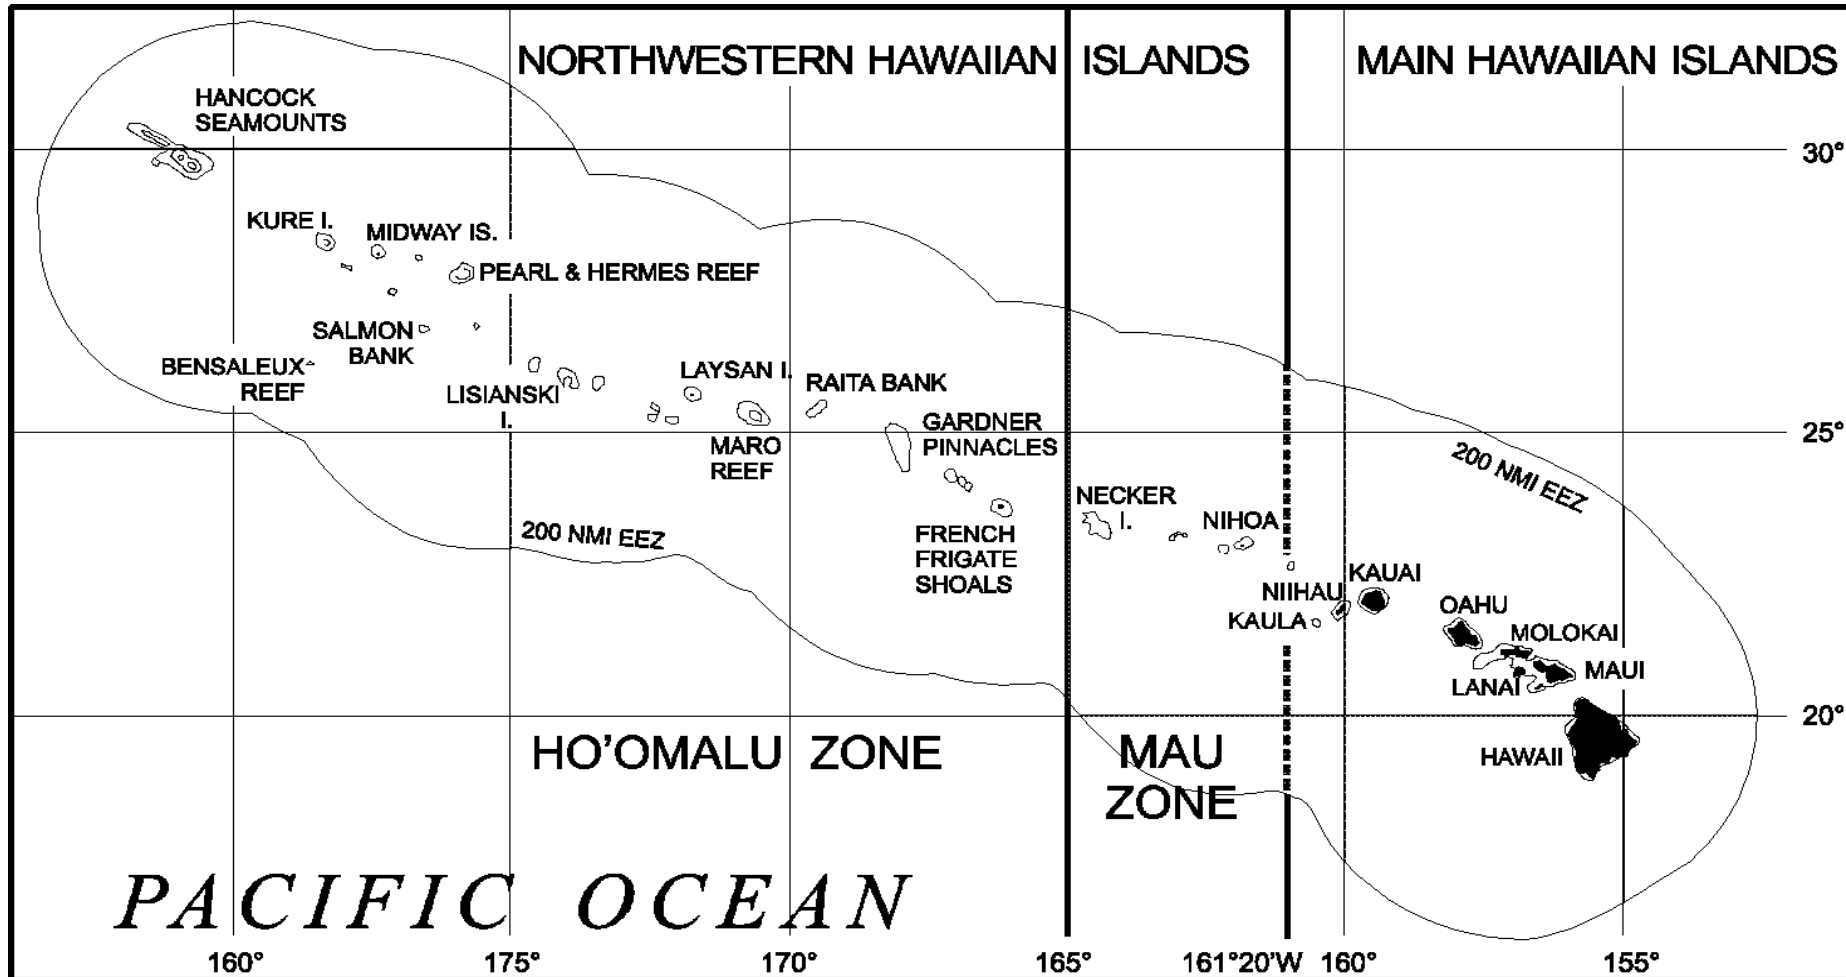 NORTHWESTERN HAWAIIAN ISLANDS
MAIN HAWAIIAN ISLANDS
HANCOCK
SEAMOUNTS
30°
KURE I.
MIDWAY IS.
PEARL & HERMES REEF
SALMON
BANK
BENSALEUX
REEF
LISIANSKI
I.
LAYSAN I.
RAITA BANK
MARO
REEF
GARDNER
PINNACLES
25°
200 NMI EEZ
200 NMI EEZ
FRENCH
FRIGATE
SHOALS
NECKER
I.
NIHOA
NIIHAU
KAUAI
KAULA
OAHU
MOLOKAI
LANAI
MAUI
HAWAII
20°
HO'OMALU ZONE
MAU
ZONE
PACIFIC OCEAN
160°
175°
170°
165°
161°20'W
160°
155°